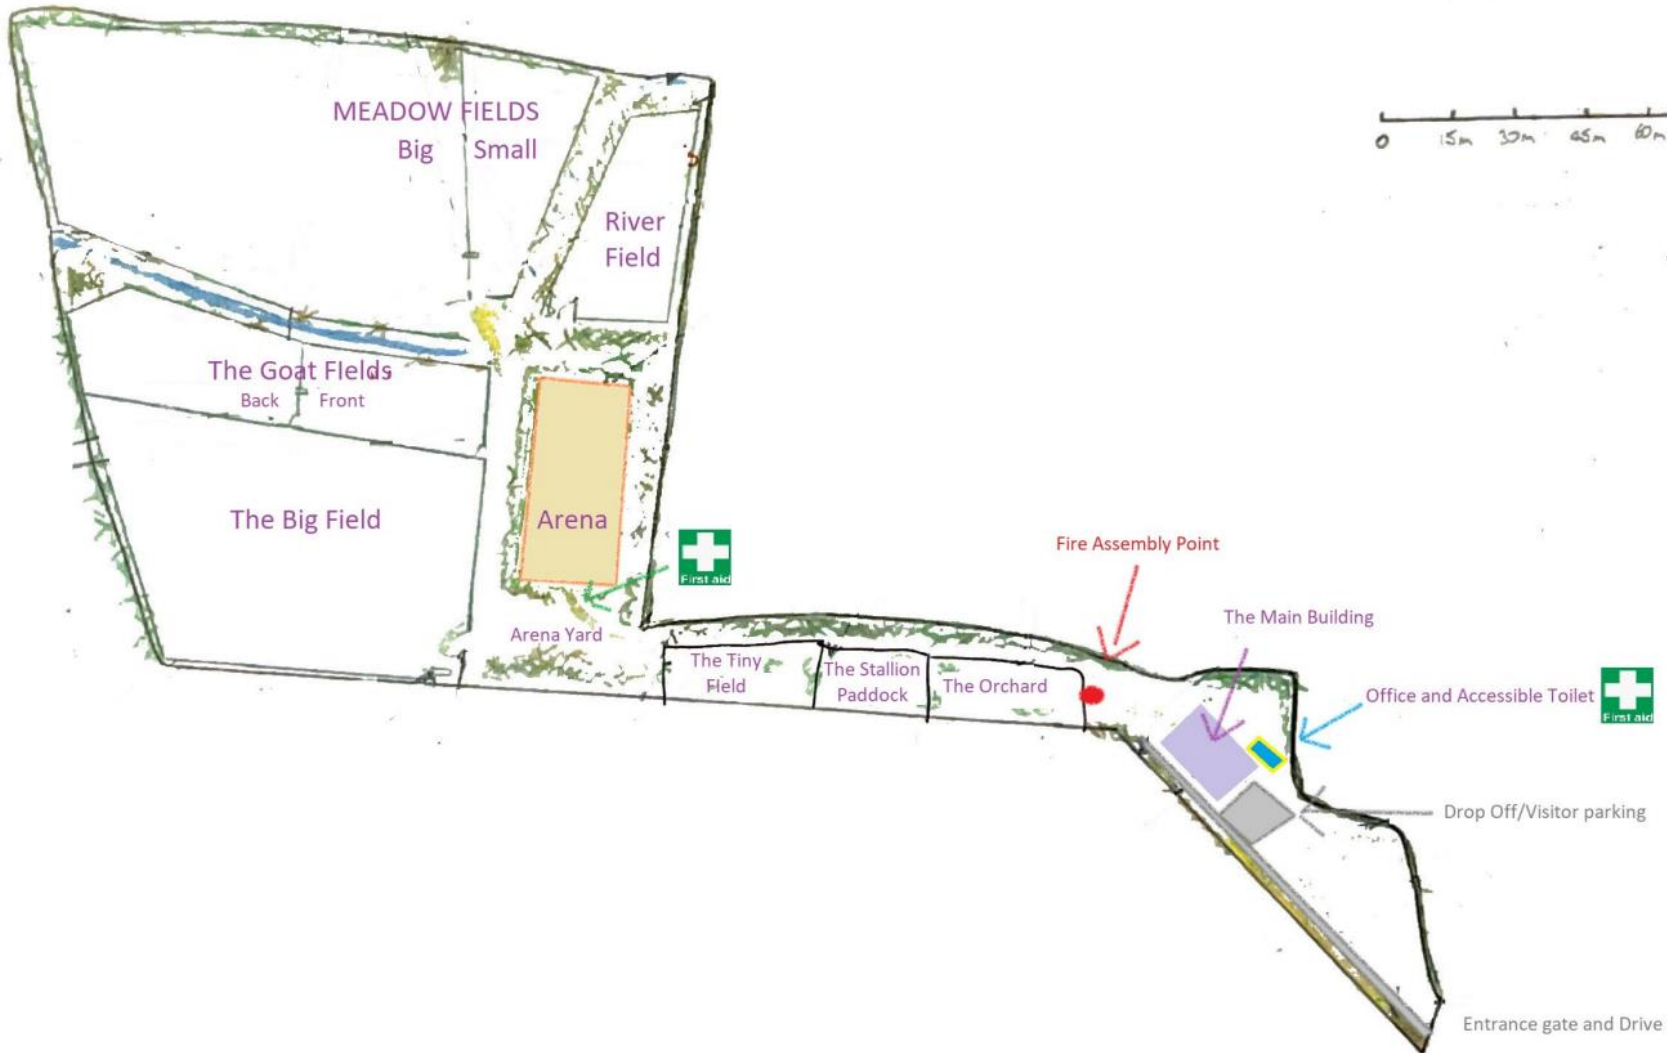 MEADOW FIELDS
Big Small
0 15m 30m 45m 60m
River
Field
The Goat FIelds
Back Front
The Big Field
Arena
First aid
Fire Assembly Point
The Main Building
Arena Yard
The Tiny
Field
The Stallion
Paddock
The Orchard
Office and Accessible Toilet
First aid
Drop Off/Visitor parking
Entrance gate and Drive